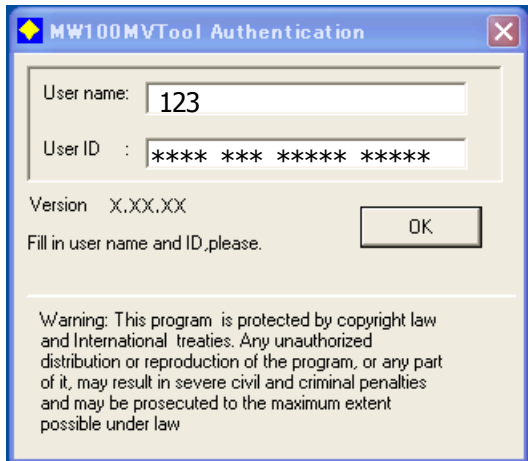 MW100MVTool Authentication
User name: 123
User ID : **** *** ***** *****
Version X.XX.XX
OK
Fill in user name and ID,please.
Warning: This program is protected by copyright law
and International treaties. Any unauthorized
distribution or reproduction of the program, or any part
of it, may result in severe civil and criminal penalties
and may be prosecuted to the maximum extent
possible under law